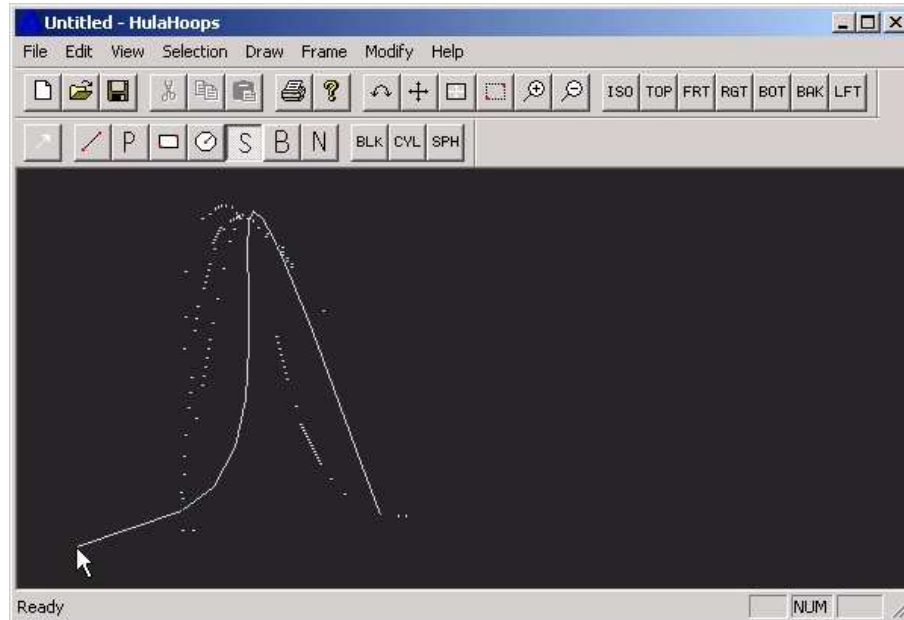 Untitled - HulaHoops
File Edit View Selection Draw Frame Modify Help
ISO TOP FRT RGT BOT BAK LFT
P S B N BLK CYL SPH
Ready NUM